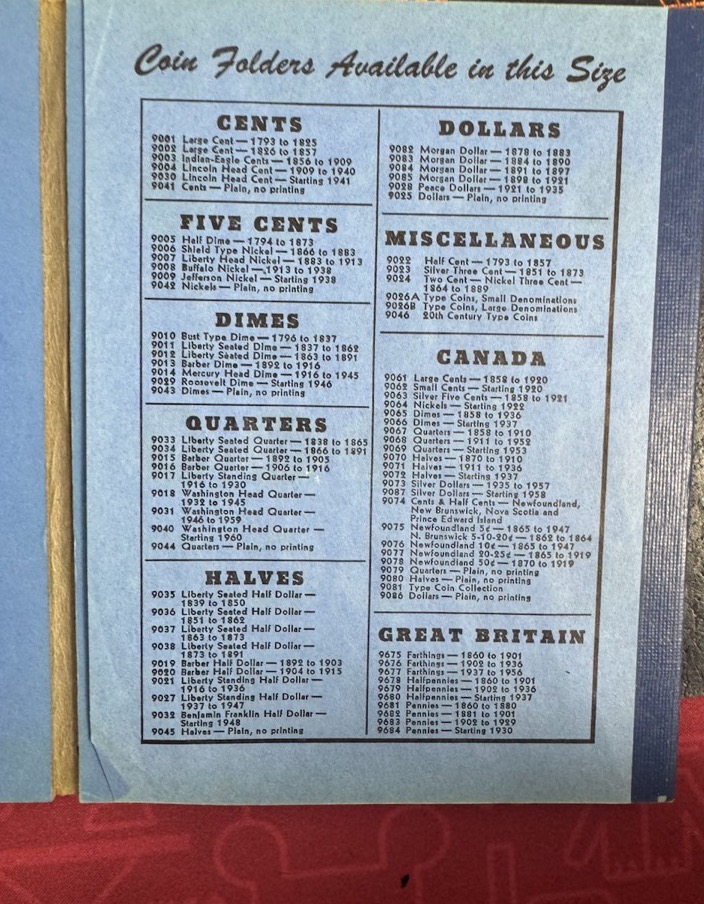 Coin Folders Available in this Size
CENTS
9001 Large Cent — 1793 to 1825
9002 Large Cent — 1826 to 1857
9003 Indian-Eagle Cents — 1856 to 1909
9004 Lincoln Head Cent — 1909 to 1940
9030 Lincoln Head Cent — Starting 1941
9041 Cents — Plain, no printing
FIVE CENTS
9005 Half Dime — 1794 to 1873
9006 Shield Type Nickel — 1866 to 1883
9007 Liberty Head Nickel — 1883 to 1913
9008 Buffalo Nickel — 1913 to 1938
9009 Jefferson Nickel — Starting 1938
9042 Nickels — Plain, no printing
DIMES
9010 Bust Type Dime — 1796 to 1837
9011 Liberty Seated Dime — 1837 to 1862
9012 Liberty Seated Dime — 1863 to 1891
9013 Barber Dime — 1892 to 1916
9014 Mercury Head Dime — 1916 to 1945
9029 Roosevelt Dime — Starting 1946
9043 Dimes — Plain, no printing
QUARTERS
9033 Liberty Seated Quarter — 1838 to 1865
9034 Liberty Seated Quarter — 1866 to 1891
9015 Barber Quarter — 1892 to 1905
9016 Barber Quarter — 1906 to 1916
9017 Liberty Standing Quarter —
1916 to 1930
9018 Washington Head Quarter —
1932 to 1945
9031 Washington Head Quarter —
1946 to 1959
9040 Washington Head Quarter —
Starting 1960
9044 Quarters — Plain, no printing
HALVES
9035 Liberty Seated Half Dollar —
1839 to 1850
9036 Liberty Seated Half Dollar —
1851 to 1862
9037 Liberty Seated Half Dollar —
1863 to 1873
9038 Liberty Seated Half Dollar —
1873 to 1891
9019 Barber Half Dollar — 1892 to 1903
9020 Barber Half Dollar — 1904 to 1915
9021 Liberty Standing Half Dollar —
1916 to 1936
9027 Liberty Standing Half Dollar —
1937 to 1947
9032 Benjamin Franklin Half Dollar —
Starting 1948
9045 Halves — Plain, no printing
DOLLARS
9082 Morgan Dollar — 1878 to 1883
9083 Morgan Dollar — 1884 to 1890
9084 Morgan Dollar — 1891 to 1897
9085 Morgan Dollar — 1898 to 1921
9028 Peace Dollars — 1921 to 1935
9025 Dollars — Plain, no printing
MISCELLANEOUS
9022 Half Cent — 1793 to 1857
9023 Silver Three Cent — 1851 to 1873
9024 Two Cent — Nickel Three Cent —
1864 to 1889
9026A Type Coins, Small Denominations
9026B Type Coins, Large Denominations
9046 20th Century Type Coins
CANADA
9061 Large Cents — 1858 to 1920
9062 Small Cents — Starting 1920
9063 Silver Five Cents — 1858 to 1921
9064 Nickels — Starting 1922
9065 Dimes — 1858 to 1936
9066 Dimes — Starting 1937
9067 Quarters — 1858 to 1910
9068 Quarters — 1911 to 1952
9069 Quarters — Starting 1953
9070 Halves — 1870 to 1910
9071 Halves — 1911 to 1936
9072 Halves — Starting 1937
9073 Silver Dollars — 1935 to 1957
9087 Silver Dollars — Starting 1958
9074 Cents & Half Cents — Newfoundland,
New Brunswick, Nova Scotia and
Prince Edward Island
9075 Newfoundland 5¢ — 1865 to 1947
N. Brunswick 5-10-20¢ — 1862 to 1864
9076 Newfoundland 10¢ — 1865 to 1947
9077 Newfoundland 20-25¢ — 1865 to 1919
9078 Newfoundland 50¢ — 1870 to 1919
9079 Quarters — Plain, no printing
9080 Halves — Plain, no printing
9081 Type Coin Collection
9086 Dollars — Plain, no printing
GREAT BRITAIN
9675 Farthings — 1860 to 1901
9676 Farthings — 1902 to 1936
9677 Farthings — 1937 to 1956
9678 Halfpennies — 1860 to 1901
9679 Halfpennies — 1902 to 1936
9680 Halfpennies — Starting 1937
9681 Pennies — 1860 to 1880
9682 Pennies — 1881 to 1901
9683 Pennies — 1902 to 1929
9684 Pennies — Starting 1930